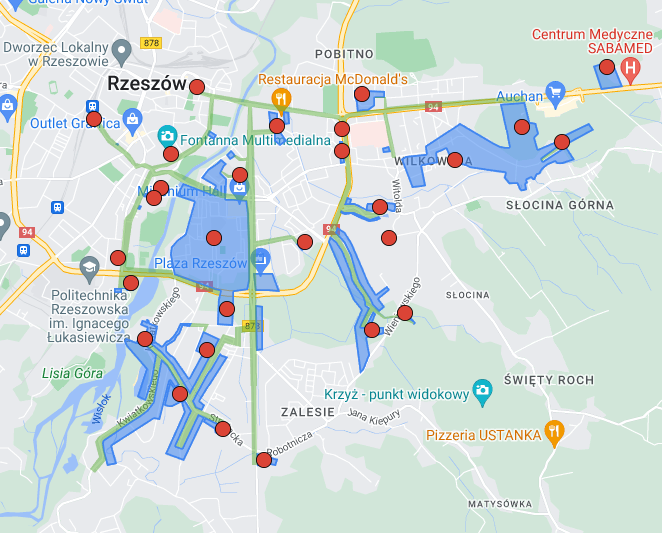 Galeria Nowy Świat
Dworzec Lokalny
w Rzeszowie
878
POBITNO
Centrum Medyczne
SABAMED
Rzeszów
Restauracja McDonald's
94
Auchan
Outlet Graffica
Fontanna Multimedialna
WILKOWYJA
Millenium Hall
Witolda
SŁOCINA GÓRNA
94
94
Plaza Rzeszów
Politechnika
Rzeszowska
im. Ignacego
Łukasiewicza
94
SŁOCINA
Kwiatkowskiego
878
Wieniawskiego
Lisia Góra
Wisłok
Kwiatkowskiego
Krzyż - punkt widokowy
ŚWIĘTY ROCH
ZALESIE
Jana Kiepury
Robotnicza
Pizzeria USTANKA
MATYSÓWKA